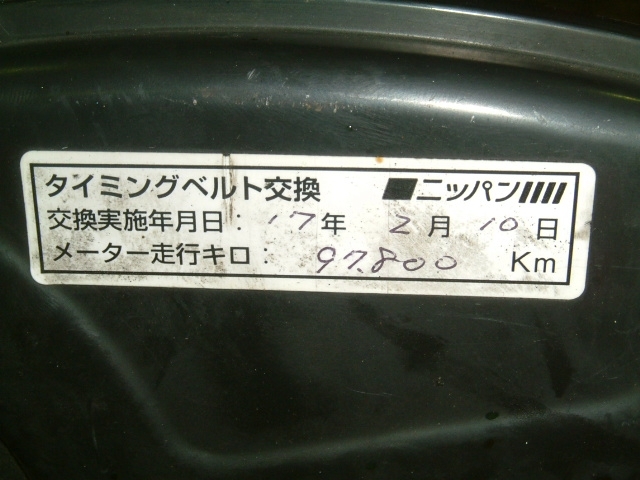 タイミングベルト交換 ニッパン
交換実施年月日：17年 2月 10日
メーター走行キロ：97.800 Km